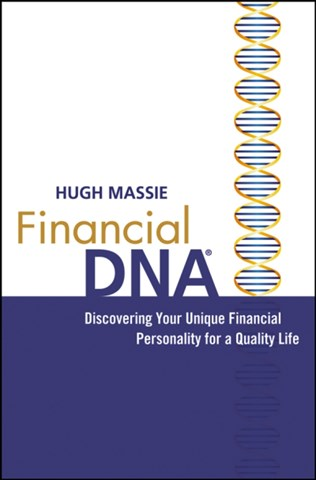 HUGH MASSIE
Financial
DNA®
Discovering Your Unique Financial
Personality for a Quality Life